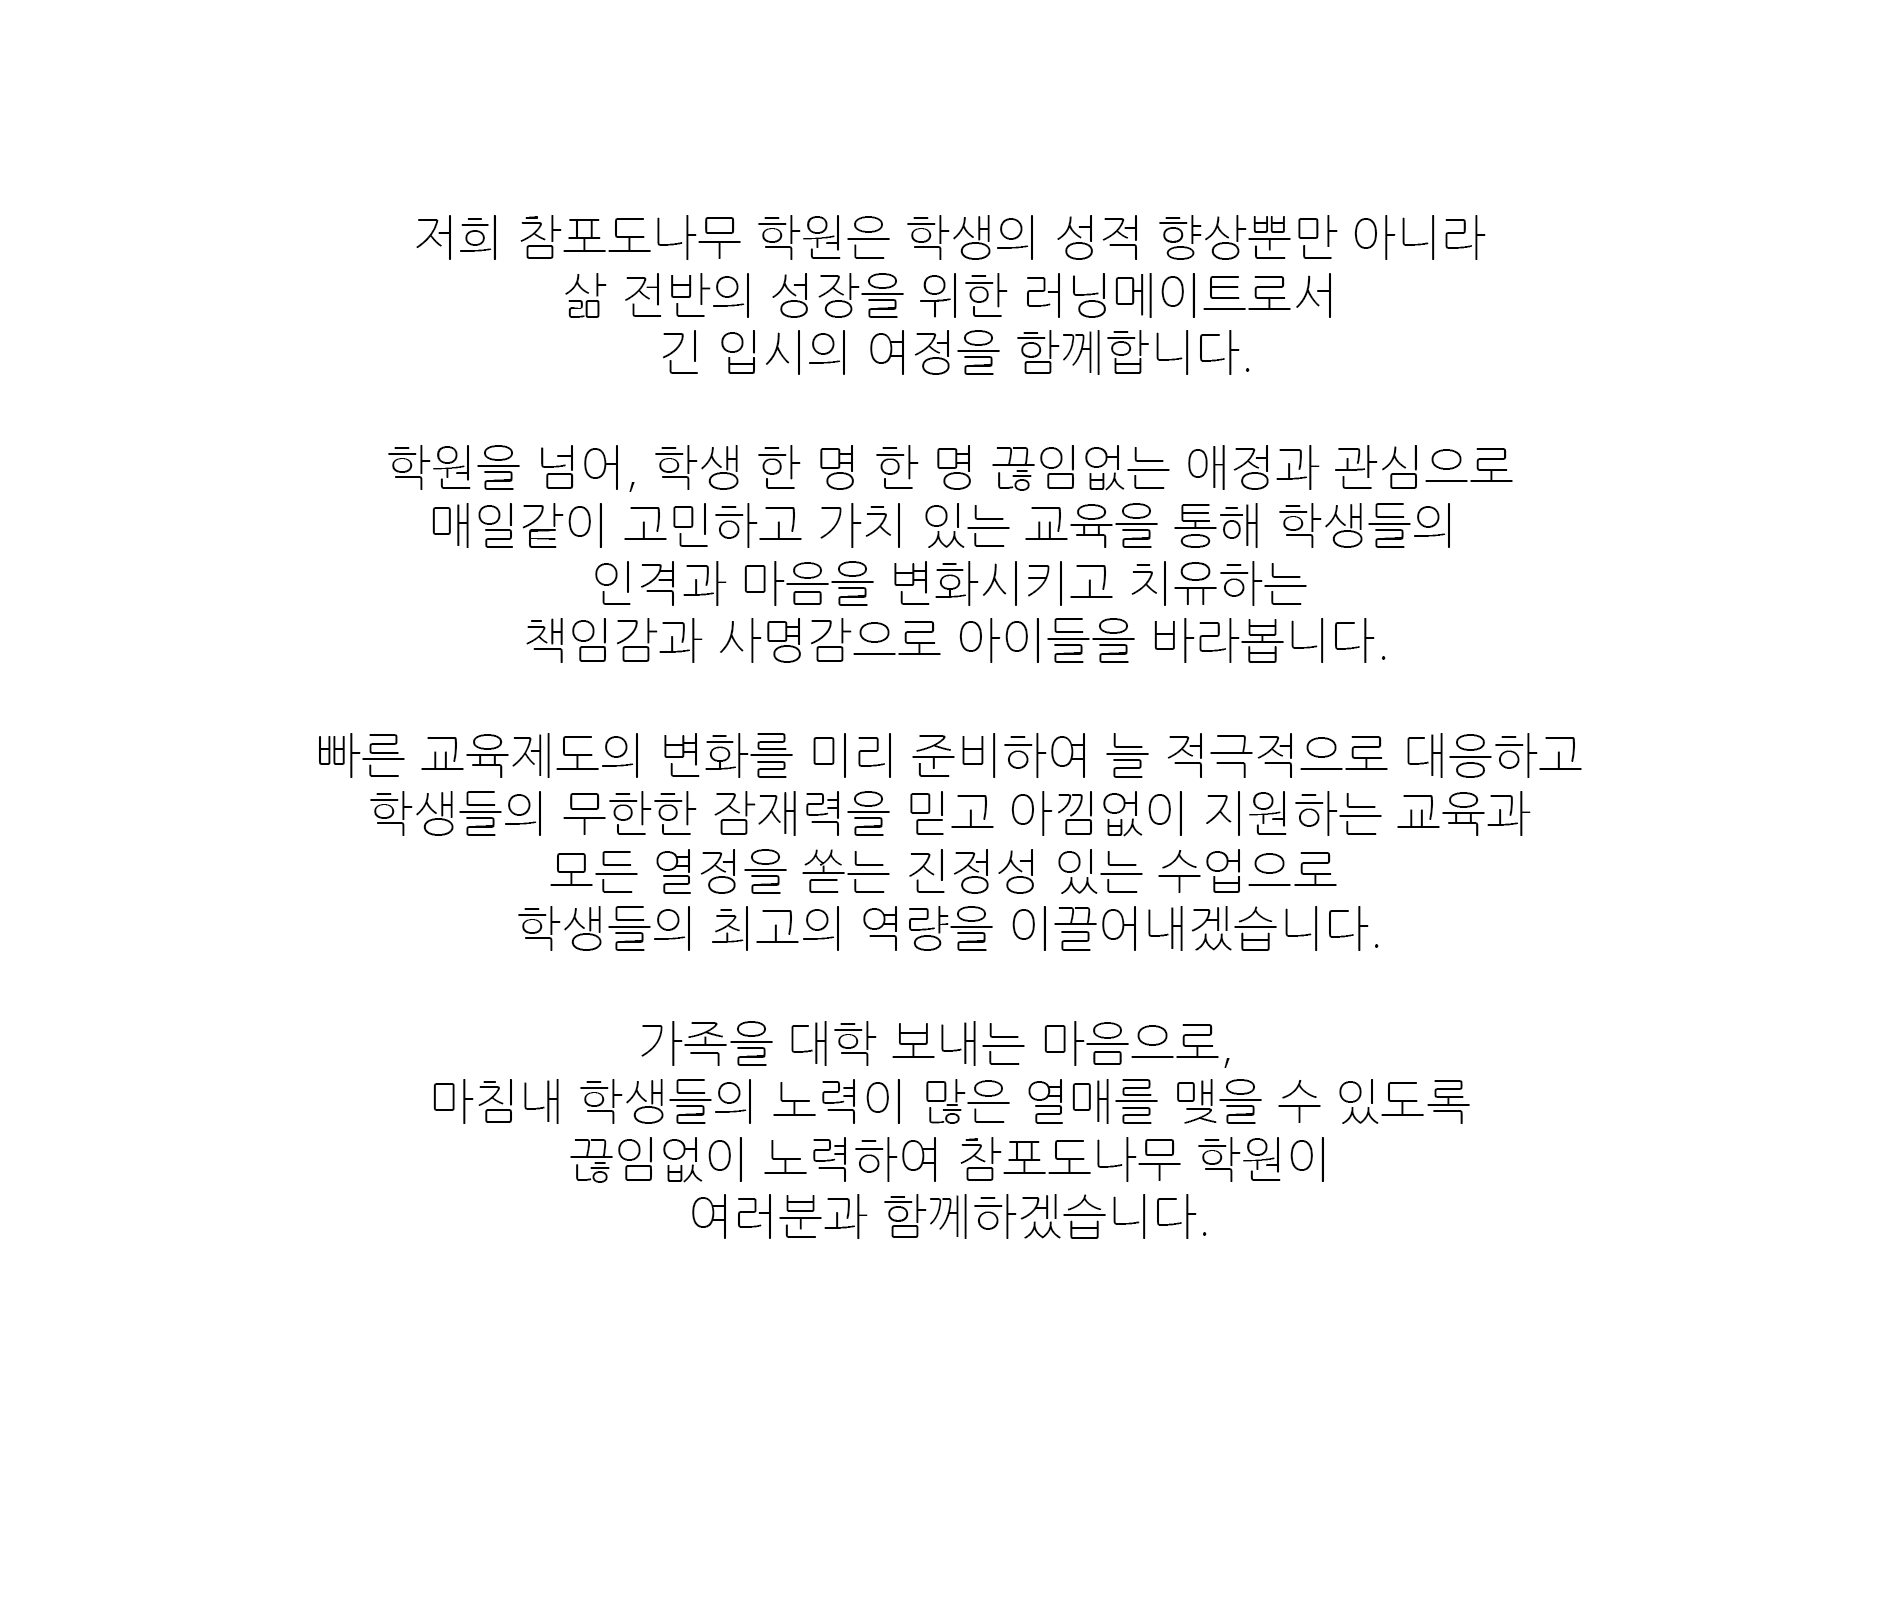 저희 참포도나무 학원은 학생의 성적 향상뿐만 아니라
삶 전반의 성장을 위한 러닝메이트로서
긴 입시의 여정을 함께합니다.
학원을 넘어, 학생 한 명 한 명 끊임없는 애정과 관심으로
매일같이 고민하고 가치 있는 교육을 통해 학생들의
인격과 마음을 변화시키고 치유하는
책임감과 사명감으로 아이들을 바라봅니다.
빠른 교육제도의 변화를 미리 준비하여 늘 적극적으로 대응하고
학생들의 무한한 잠재력을 믿고 아낌없이 지원하는 교육과
모든 열정을 쏟는 진정성 있는 수업으로
학생들의 최고의 역량을 이끌어내겠습니다.
가족을 대학 보내는 마음으로,
마침내 학생들의 노력이 많은 열매를 맺을 수 있도록
끊임없이 노력하여 참포도나무 학원이
여러분과 함께하겠습니다.